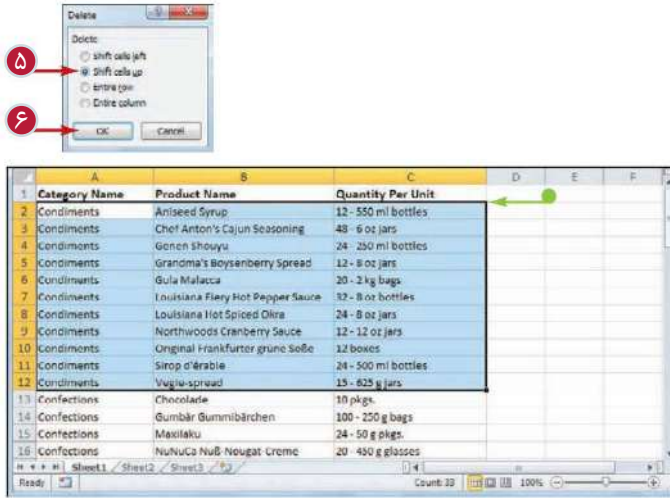 Delete
Delete
Shift cells left
۵ Shift cells up
Entire row
Entire column
۶ OK Cancel
A B C D E F
1 Category Name Product Name Quantity Per Unit
2 Condiments Aniseed Syrup 12 - 550 ml bottles
3 Condiments Chef Anton's Cajun Seasoning 48 - 6 oz jars
4 Condiments Genen Shouyu 24 - 250 ml bottles
5 Condiments Grandma's Boysenberry Spread 12 - 8 oz jars
6 Condiments Gula Malacca 20 - 2 kg bags
7 Condiments Louisiana Fiery Hot Pepper Sauce 32 - 8 oz bottles
8 Condiments Louisiana Hot Spiced Okra 24 - 8 oz jars
9 Condiments Northwoods Cranberry Sauce 12 - 12 oz jars
10 Condiments Original Frankfurter grüne Soße 12 boxes
11 Condiments Sirop d'érable 24 - 500 ml bottles
12 Condiments Vegie-spread 15 - 625 g jars
13 Confections Chocolade 10 pkgs.
14 Confections Gumbär Gummibärchen 100 - 250 g bags
15 Confections Maxilaku 24 - 50 g pkgs.
16 Confections NuNuCa Nuß-Nougat-Creme 20 - 450 g glasses
Sheet1 Sheet2 Sheet3
Ready Count: 33 100%